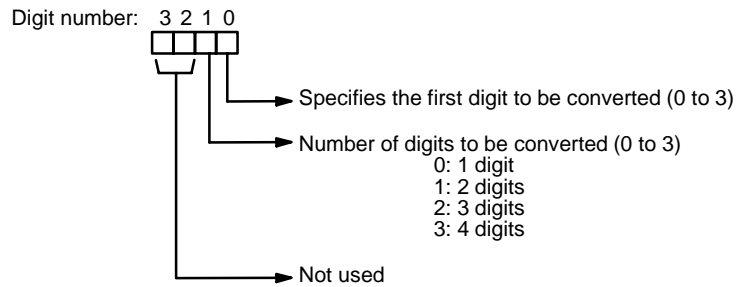 Digit number: 3 2 1 0
Specifies the first digit to be converted (0 to 3)
Number of digits to be converted (0 to 3)
0: 1 digit
1: 2 digits
2: 3 digits
3: 4 digits
Not used